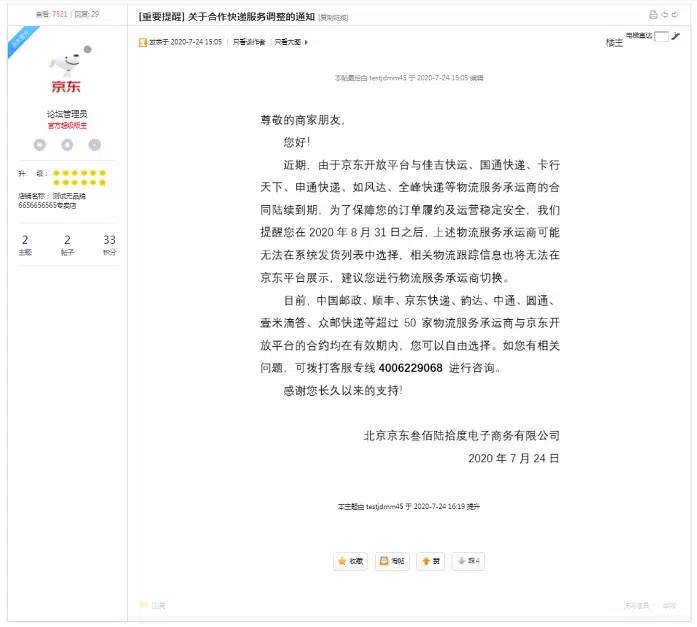 查看: 7521 | 回复: 29
[重要提醒] 关于合作快递服务调整的通知 [复制链接]
发表于 2020-7-24 15:05 | 只看该作者 | 只看大图
楼主
电梯直达
京东
论坛管理员
官方超级版主
升 级：
店铺名称：测试无品牌
6656656565专卖店
2 2 33
主题 帖子 积分
本帖最后由 testjdmm45 于 2020-7-24 15:05 编辑
尊敬的商家朋友，
您好！
近期，由于京东开放平台与佳吉快运、国通快递、卡行
天下、申通快递、如风达、全峰快递等物流服务承运商的合
同陆续到期，为了保障您的订单履约及运营稳定安全，我们
提醒您在 2020 年 8 月 31 日之后，上述物流服务承运商可能
无法在系统发货列表中选择，相关物流跟踪信息也将无法在
京东平台展示，建议您进行物流服务承运商切换。
目前，中国邮政、顺丰、京东快递、韵达、中通、圆通、
壹米滴答、众邮快递等超过 50 家物流服务承运商与京东开
放平台的合约均在有效期内，您可以自由选择。如您有相关
问题，可拨打客服专线 4006229068 进行咨询。
感谢您长久以来的支持！
北京京东叁佰陆拾度电子商务有限公司
2020 年 7 月 24 日
本主题由 testjdmm45 于 2020-7-24 16:19 提升
收藏 淘帖 赞 踩 4
回复
举报